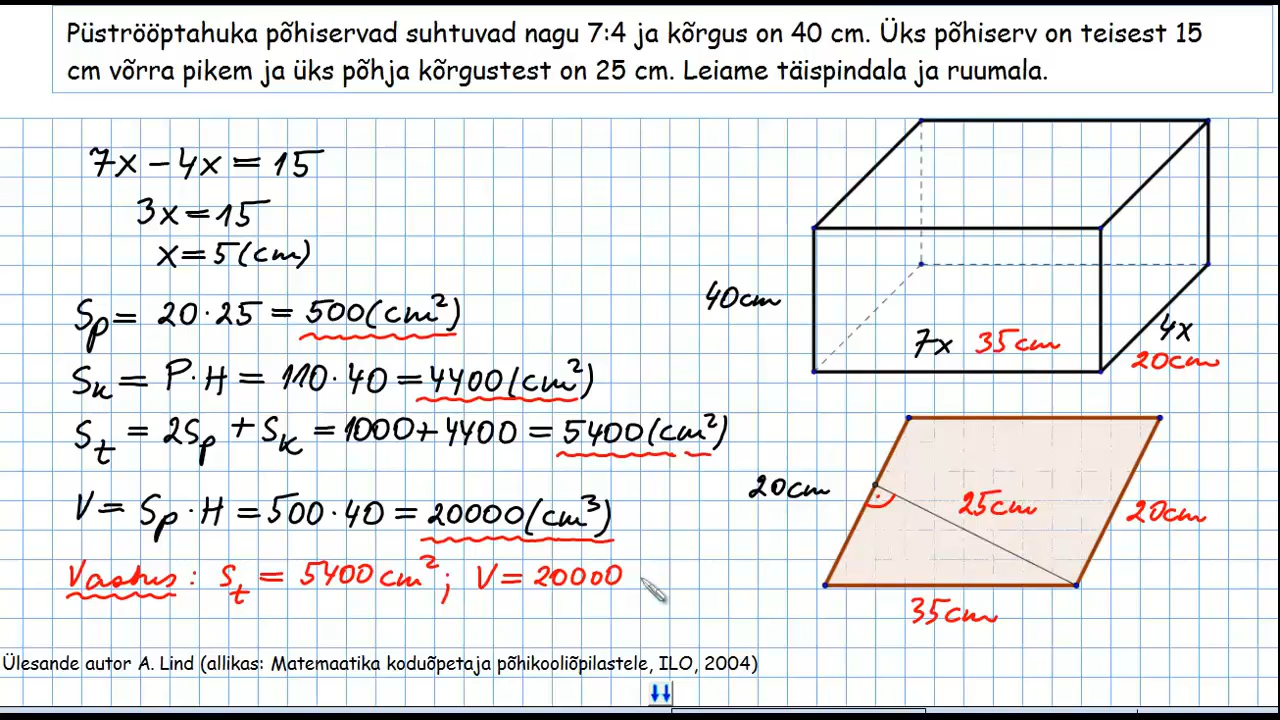 Püströöptahuka põhiservad suhtuvad nagu 7:4 ja kõrgus on 40 cm. Üks põhiserv on teisest 15
cm võrra pikem ja üks põhja kõrgustest on 25 cm. Leiame täispindala ja ruumala.
7x - 4x = 15
3x = 15
x = 5 (cm)
Sp = 20 · 25 = 500 (cm²)
Sk = P · H = 110 · 40 = 4400 (cm²)
St = 2Sp + Sk = 1000 + 4400 = 5400 (cm²)
V = Sp · H = 500 · 40 = 20000 (cm³)
Vastus: St = 5400 cm²; V = 20000
40cm
7x 35cm
4x
20cm
20cm
25cm
20cm
35cm
Ülesande autor A. Lind (allikas: Matemaatika koduõpetaja põhikooliõpilastele, ILO, 2004)